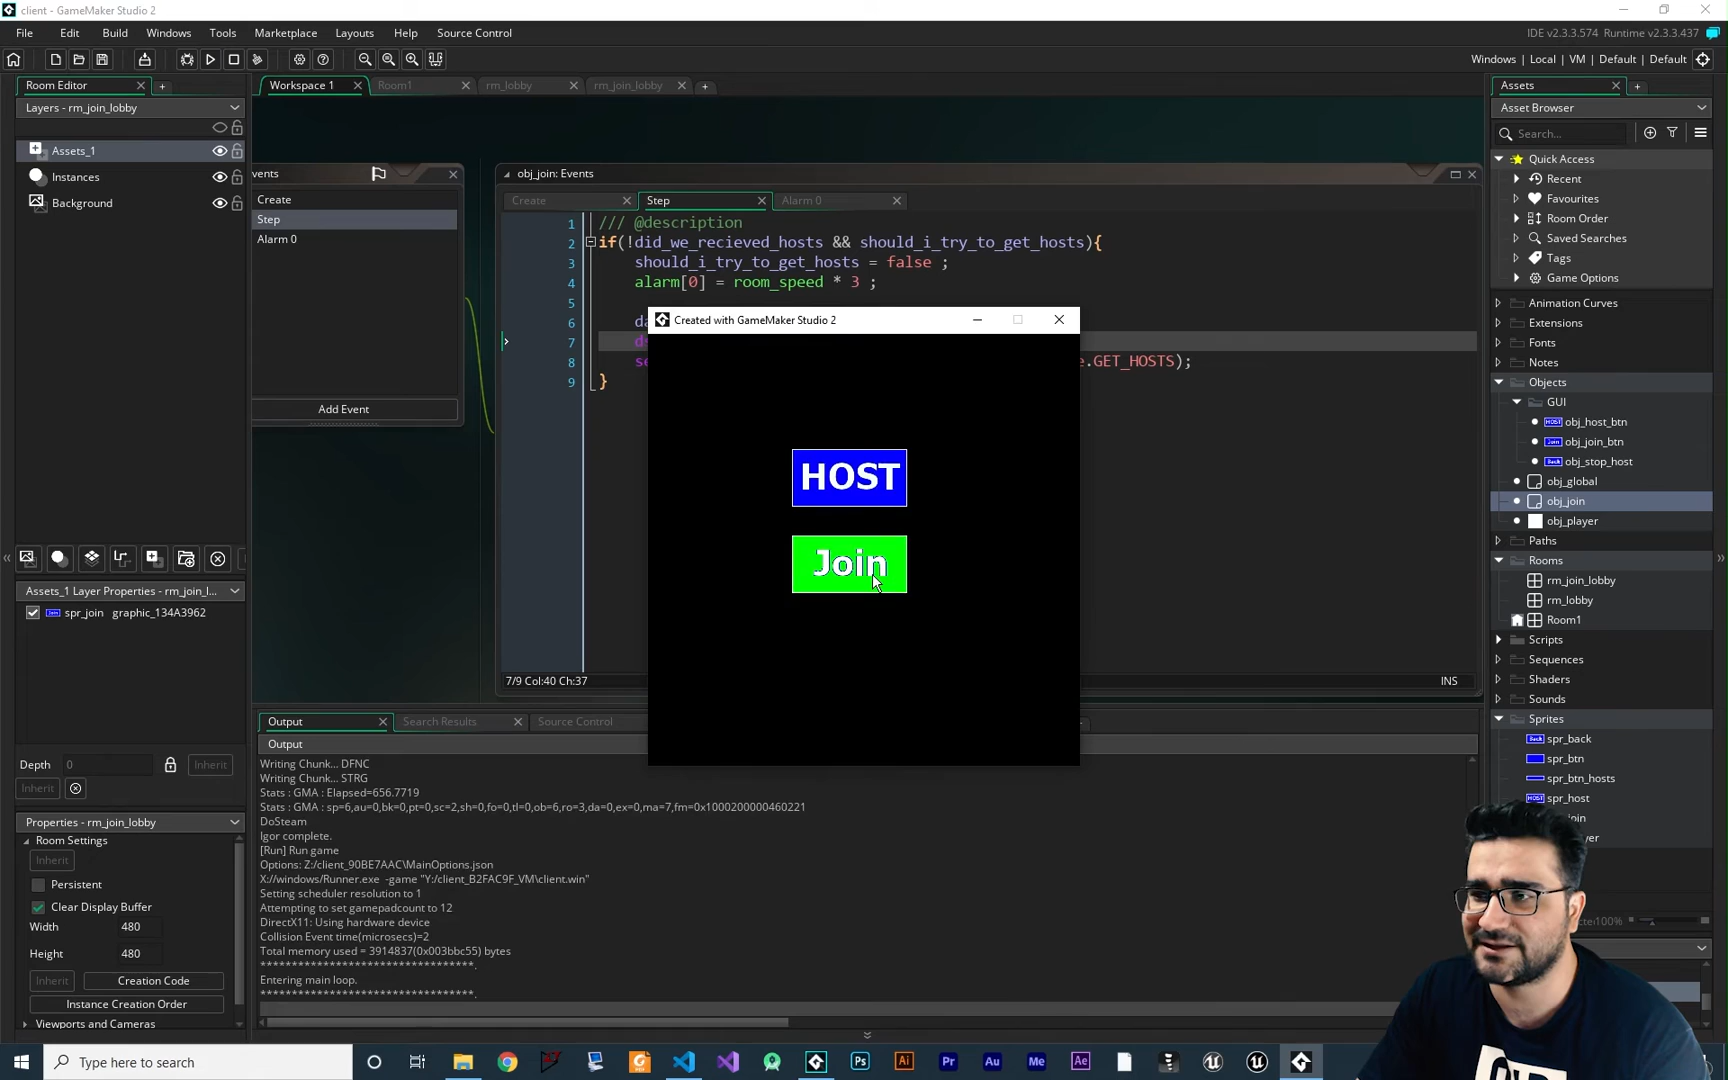 client - GameMaker Studio 2
File Edit Build Windows Tools Marketplace Layouts Help Source Control
IDE v2.3.3.574 Runtime v2.3.3.437
Windows | Local | VM | Default | Default
Room Editor
Workspace 1 Room1 rm_lobby rm_join_lobby
Assets
Layers - rm_join_lobby
Asset Browser
Search...
Assets_1
Instances
Background
vents
Create
Step
Alarm 0
Add Event
obj_join: Events
Create Step Alarm 0
1 /// @description
2 if(!did_we_recieved_hosts && should_i_try_to_get_hosts){
3 should_i_try_to_get_hosts = false ;
4 alarm[0] = room_speed * 3 ;
5
6 da
7 d
8 se e.GET_HOSTS);
9 }
7/9 Col:40 Ch:37 INS
Created with GameMaker Studio 2
HOST
Join
Quick Access
Recent
Favourites
Room Order
Saved Searches
Tags
Game Options
Animation Curves
Extensions
Fonts
Notes
Objects
GUI
obj_host_btn
obj_join_btn
obj_stop_host
obj_global
obj_join
obj_player
Paths
Rooms
rm_join_lobby
rm_lobby
Room1
Scripts
Sequences
Shaders
Sounds
Sprites
spr_back
spr_btn
spr_btn_hosts
spr_host
join
yer
100%
Assets_1 Layer Properties - rm_join_l...
spr_join graphic_134A3962
Depth 0 Inherit
Inherit
Properties - rm_join_lobby
Room Settings
Inherit
Persistent
Clear Display Buffer
Width 480
Height 480
Inherit Creation Code
Instance Creation Order
Viewports and Cameras
Output Search Results Source Control
Output
Writing Chunk... DFNC
Writing Chunk... STRG
Stats : GMA : Elapsed=656.7719
Stats : GMA : sp=6,au=0,bk=0,pt=0,sc=2,sh=0,fo=0,tl=0,ob=6,ro=3,da=0,ex=0,ma=7,fm=0x1000200000460221
DoSteam
Igor complete.
[Run] Run game
Options: Z:/client_90BE7AAC\MainOptions.json
X://windows/Runner.exe -game "Y:/client_B2FAC9F_VM\client.win"
Setting scheduler resolution to 1
Attempting to set gamepadcount to 12
DirectX11: Using hardware device
Collision Event time(microsecs)=2
Total memory used = 3914837(0x003bbc55) bytes
**********************************.
Entering main loop.
**********************************.
Type here to search